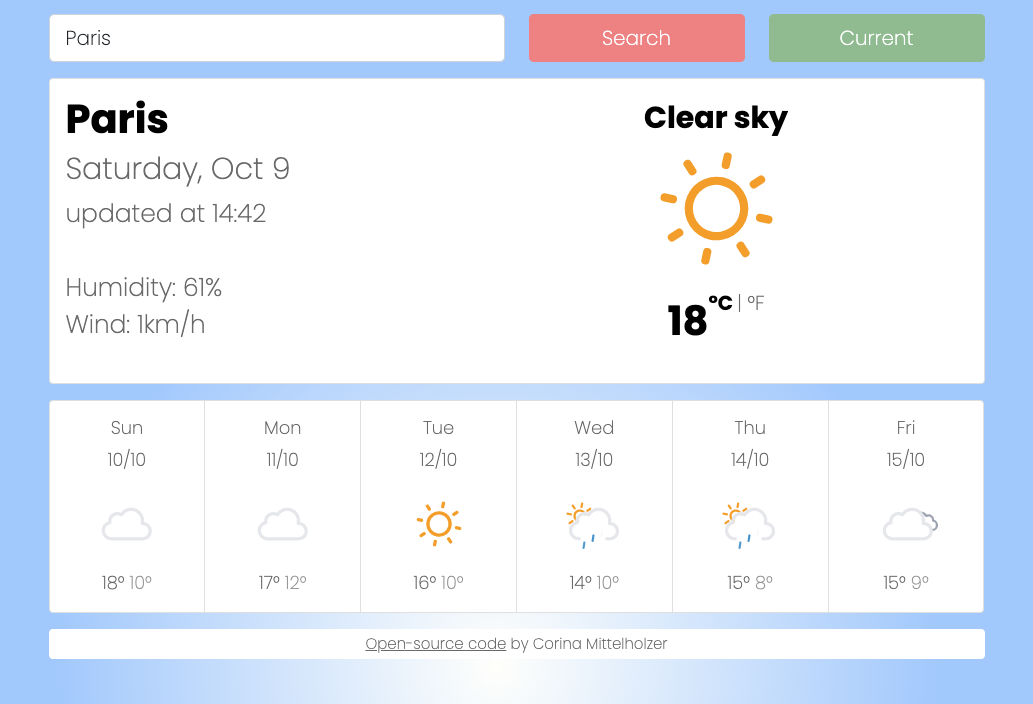 Paris
Search
Current
Paris
Saturday, Oct 9
updated at 14:42
Humidity: 61%
Wind: 1km/h
Clear sky
18 °C | °F
Sun
10/10
18° 10°
Mon
11/10
17° 12°
Tue
12/10
16° 10°
Wed
13/10
14° 10°
Thu
14/10
15° 8°
Fri
15/10
15° 9°
Open-source code by Corina Mittelholzer